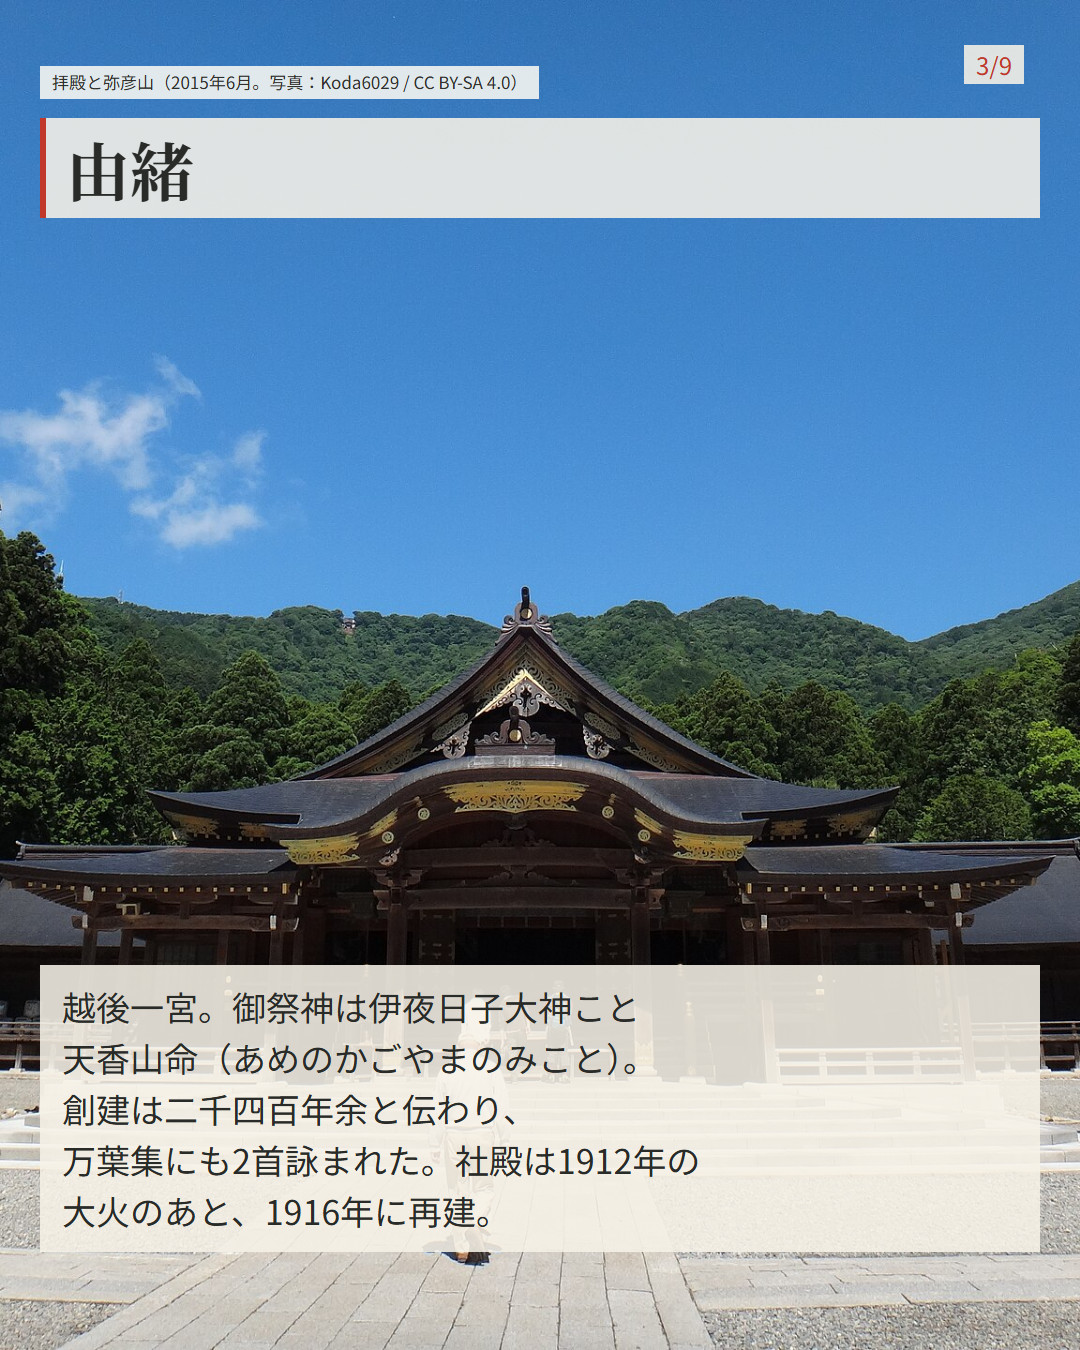 拝殿と弥彦山（2015年6月。写真：Koda6029 / CC BY-SA 4.0）
3/9
由緒
越後一宮。御祭神は伊夜日子大神こと
天香山命（あめのかごやまのみこと）。
創建は二千四百年余と伝わり、
万葉集にも2首詠まれた。社殿は1912年の
大火のあと、1916年に再建。